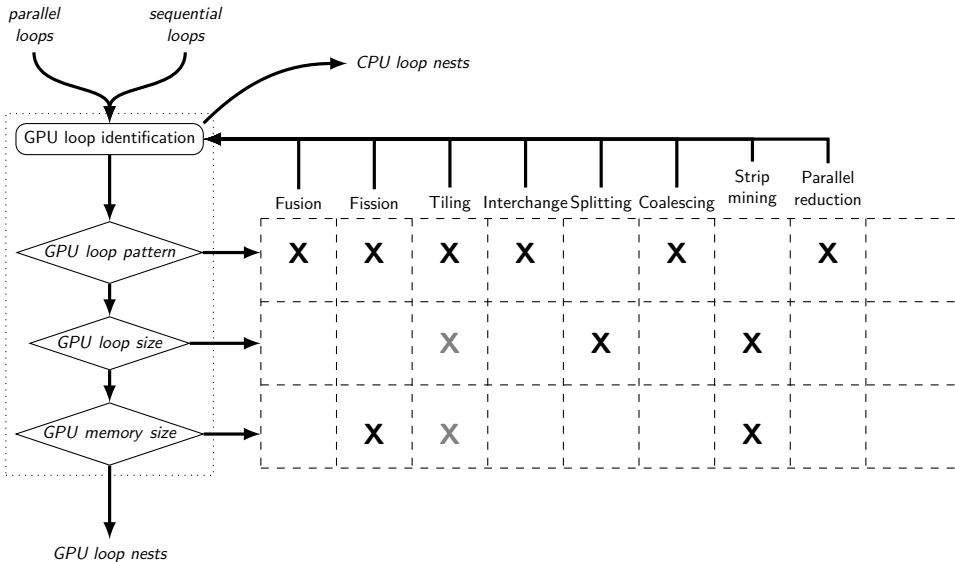 parallel
loops
sequential
loops
CPU loop nests
GPU loop identification
Fusion
Fission
Tiling
Interchange
Splitting
Coalescing
Strip
mining
Parallel
reduction
GPU loop pattern
X X X X X X
GPU loop size
X X X
GPU memory size
X X X
GPU loop nests